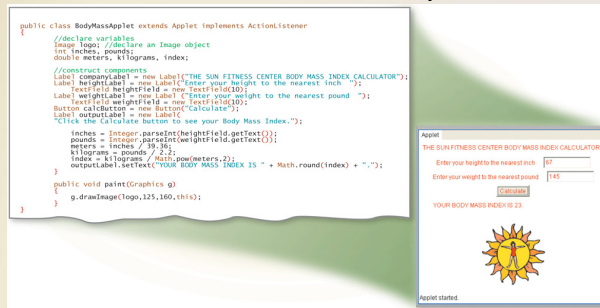 public class BodyMassApplet extends Applet implements ActionListener
{
//declare variables
Image logo; //declare an Image object
int inches, pounds;
double meters, kilograms, index;
//construct components
Label companyLabel = new Label("THE SUN FITNESS CENTER BODY MASS INDEX CALCULATOR");
Label heightLabel = new Label("Enter your height to the nearest inch ");
TextField heightField = new TextField(10);
Label weightLabel = new Label ("Enter your weight to the nearest pound ");
TextField weightField = new TextField(10);
Button calcButton = new Button("Calculate");
Label outputLabel = new Label(
"Click the Calculate button to see your Body Mass Index.");
inches = Integer.parseInt(heightField.getText());
pounds = Integer.parseInt(weightField.getText());
meters = inches / 39.36;
kilograms = pounds / 2.2;
index = kilograms / Math.pow(meters,2);
outputLabel.setText("YOUR BODY MASS INDEX IS " + Math.round(index) + ".");
}
public void paint(Graphics g)
{
g.drawImage(logo,125,160,this);
}
}
Applet
THE SUN FITNESS CENTER BODY MASS INDEX CALCULATOR
Enter your height to the nearest inch 67
Enter your weight to the nearest pound 145
Calculate
YOUR BODY MASS INDEX IS 23.
Applet started.